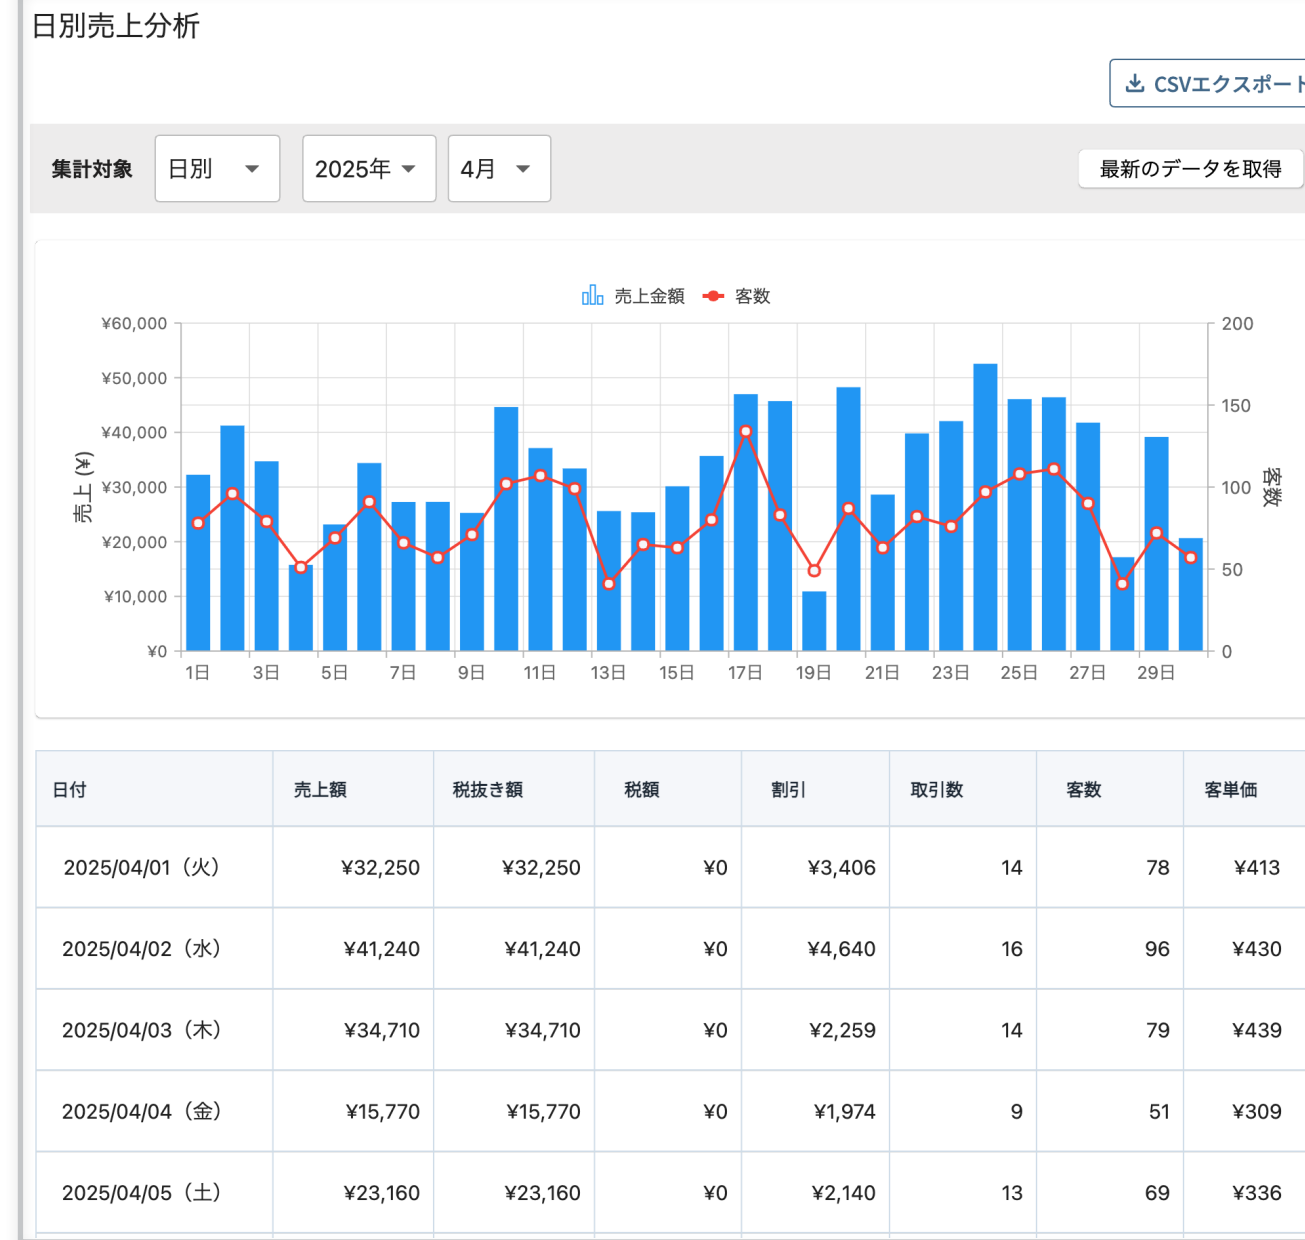 日別売上分析
CSVエクスポート
集計対象 日別 2025年 4月 最新のデータを取得
売上金額 客数
¥60,000
¥50,000
¥40,000
¥30,000
¥20,000
¥10,000
¥0
売上 (¥)
200
150
100
50
0
客数
1日 3日 5日 7日 9日 11日 13日 15日 17日 19日 21日 23日 25日 27日 29日
日付 売上額 税抜き額 税額 割引 取引数 客数 客単価
2025/04/01（火） ¥32,250 ¥32,250 ¥0 ¥3,406 14 78 ¥413
2025/04/02（水） ¥41,240 ¥41,240 ¥0 ¥4,640 16 96 ¥430
2025/04/03（木） ¥34,710 ¥34,710 ¥0 ¥2,259 14 79 ¥439
2025/04/04（金） ¥15,770 ¥15,770 ¥0 ¥1,974 9 51 ¥309
2025/04/05（土） ¥23,160 ¥23,160 ¥0 ¥2,140 13 69 ¥336